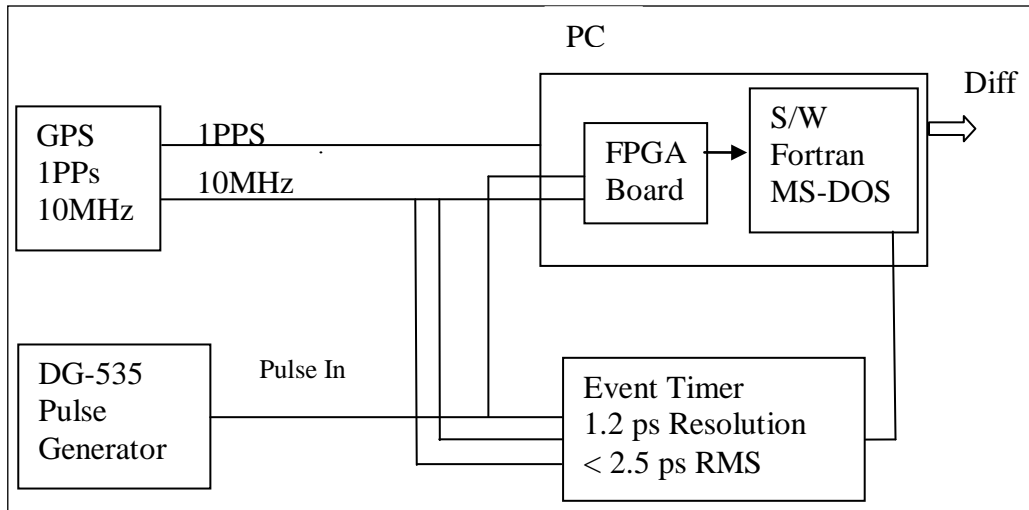 PC
Diff
GPS
1PPs
10MHz
1PPS
10MHz
FPGA
Board
S/W
Fortran
MS-DOS
DG-535
Pulse
Generator
Pulse In
Event Timer
1.2 ps Resolution
< 2.5 ps RMS